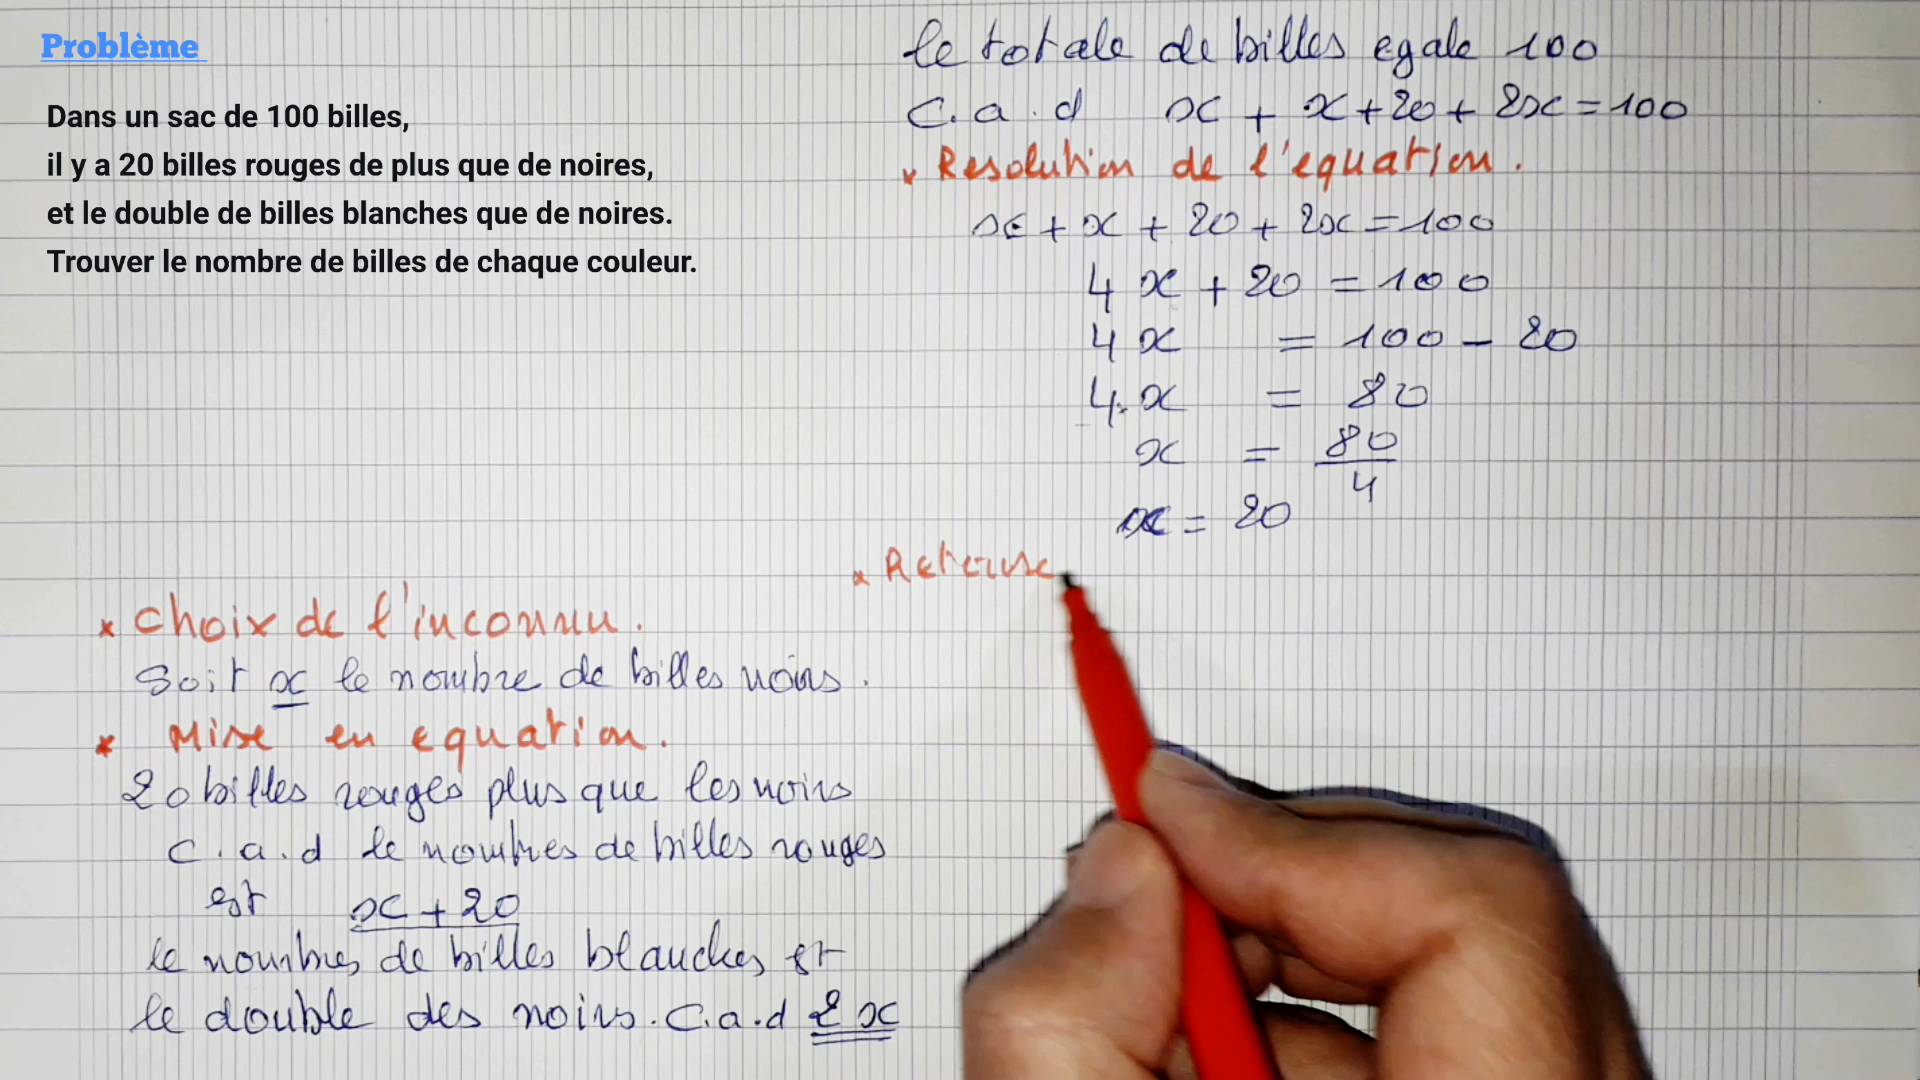 Problème
Dans un sac de 100 billes,
il y a 20 billes rouges de plus que de noires,
et le double de billes blanches que de noires.
Trouver le nombre de billes de chaque couleur.
* Choix de l'inconnu.
Soit x le nombre de billes noirs.
* Mise en equation.
20 billes rouges plus que les noirs
C.a.d le nombres de billes rouges
est x + 20
le nombres de billes blanches est
le double des noirs. C.a.d 2x
le totale de billes egale 100
C.a.d x + x + 20 + 2x = 100
* Resolution de l'equation.
x + x + 20 + 2x = 100
4x + 20 = 100
4x = 100 - 20
4x = 80
x = 80/4
x = 20
*